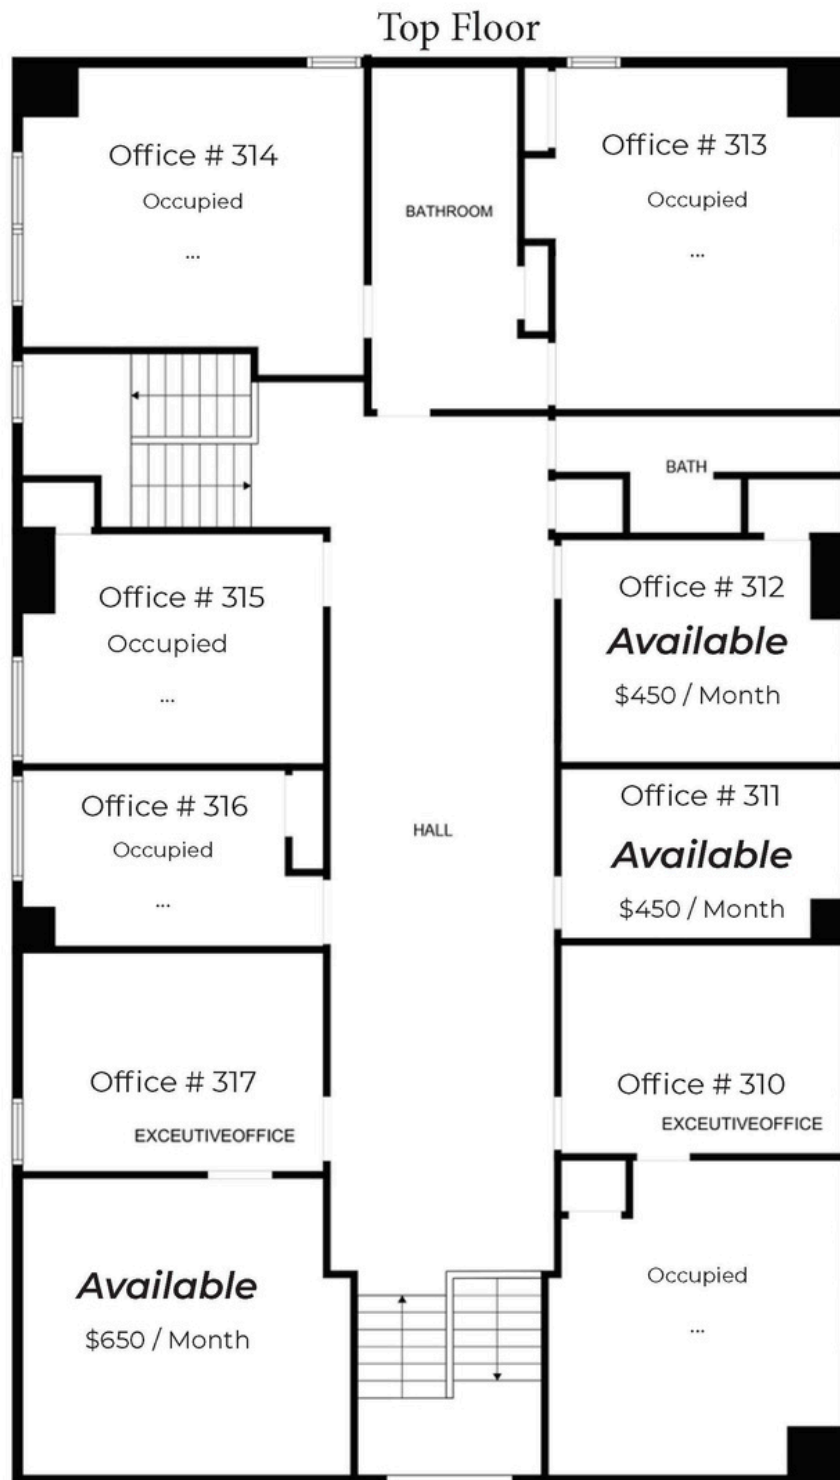 Top Floor
Office # 314
Occupied
...
BATHROOM
Office # 313
Occupied
...
BATH
Office # 315
Occupied
...
Office # 312
Available
$450 / Month
Office # 316
Occupied
...
HALL
Office # 311
Available
$450 / Month
Office # 317
EXCEUTIVEOFFICE
Available
$650 / Month
Office # 310
EXCEUTIVEOFFICE
Occupied
...